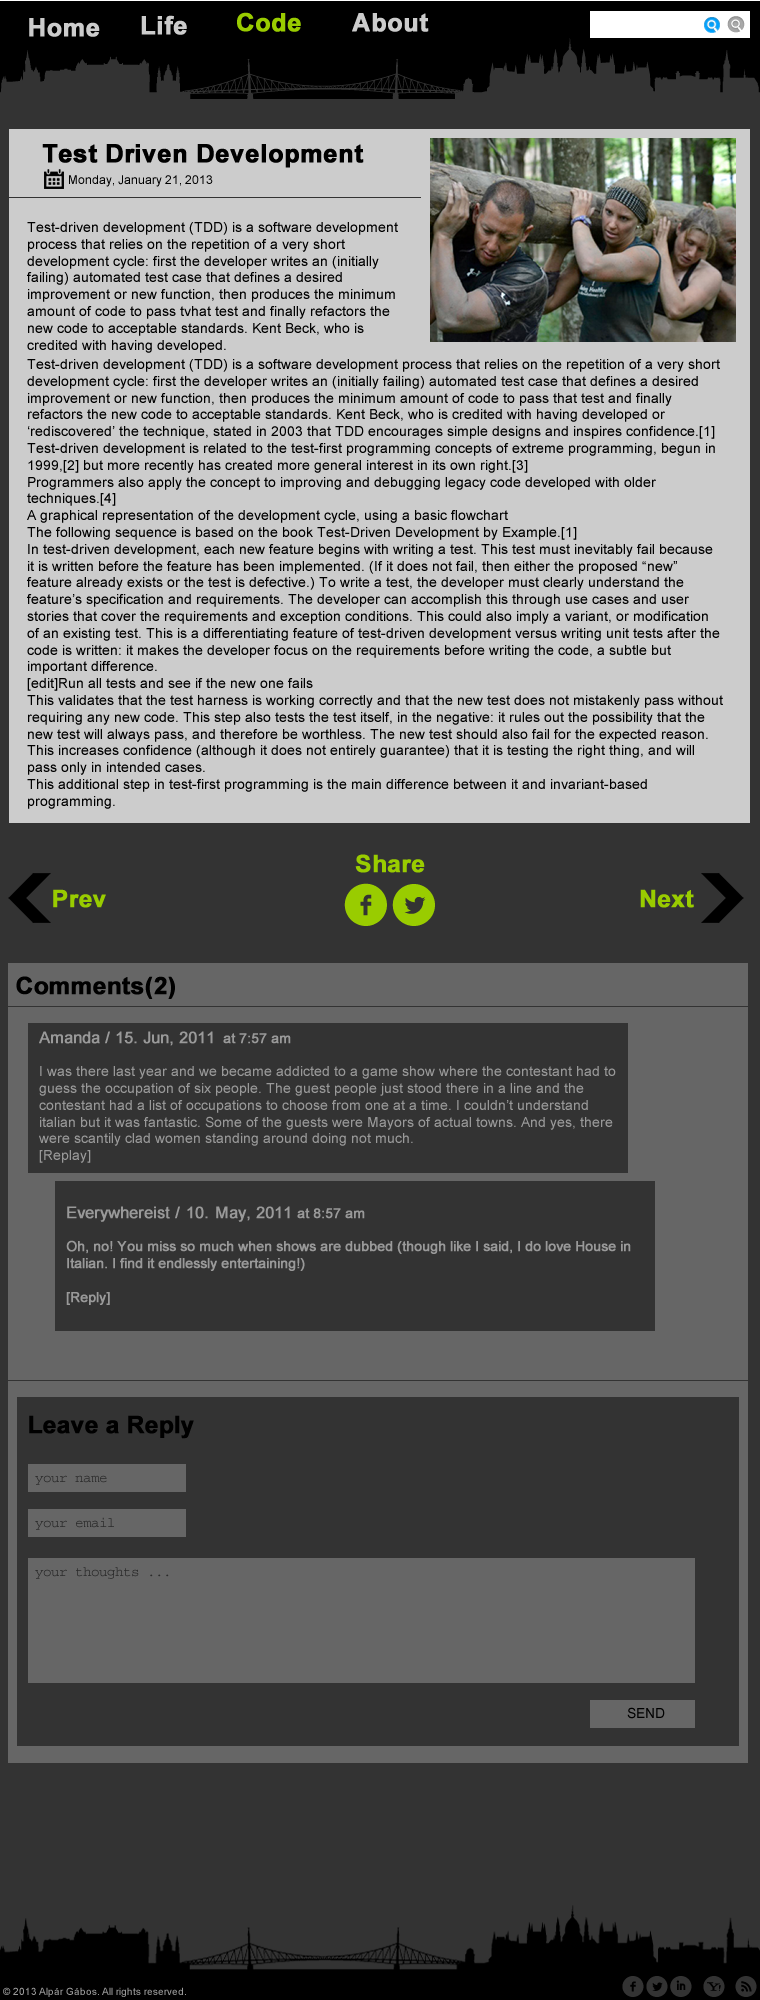 Home Life Code About
Test Driven Development
Monday, January 21, 2013
Test-driven development (TDD) is a software development
process that relies on the repetition of a very short
development cycle: first the developer writes an (initially
failing) automated test case that defines a desired
improvement or new function, then produces the minimum
amount of code to pass tvhat test and finally refactors the
new code to acceptable standards. Kent Beck, who is
credited with having developed.
Test-driven development (TDD) is a software development process that relies on the repetition of a very short
development cycle: first the developer writes an (initially failing) automated test case that defines a desired
improvement or new function, then produces the minimum amount of code to pass that test and finally
refactors the new code to acceptable standards. Kent Beck, who is credited with having developed or
‘rediscovered’ the technique, stated in 2003 that TDD encourages simple designs and inspires confidence.[1]
Test-driven development is related to the test-first programming concepts of extreme programming, begun in
1999,[2] but more recently has created more general interest in its own right.[3]
Programmers also apply the concept to improving and debugging legacy code developed with older
techniques.[4]
A graphical representation of the development cycle, using a basic flowchart
The following sequence is based on the book Test-Driven Development by Example.[1]
In test-driven development, each new feature begins with writing a test. This test must inevitably fail because
it is written before the feature has been implemented. (If it does not fail, then either the proposed “new”
feature already exists or the test is defective.) To write a test, the developer must clearly understand the
feature’s specification and requirements. The developer can accomplish this through use cases and user
stories that cover the requirements and exception conditions. This could also imply a variant, or modification
of an existing test. This is a differentiating feature of test-driven development versus writing unit tests after the
code is written: it makes the developer focus on the requirements before writing the code, a subtle but
important difference.
[edit]Run all tests and see if the new one fails
This validates that the test harness is working correctly and that the new test does not mistakenly pass without
requiring any new code. This step also tests the test itself, in the negative: it rules out the possibility that the
new test will always pass, and therefore be worthless. The new test should also fail for the expected reason.
This increases confidence (although it does not entirely guarantee) that it is testing the right thing, and will
pass only in intended cases.
This additional step in test-first programming is the main difference between it and invariant-based
programming.
Share
Prev
Next
Comments(2)
Amanda / 15. Jun, 2011 at 7:57 am
I was there last year and we became addicted to a game show where the contestant had to
guess the occupation of six people. The guest people just stood there in a line and the
contestant had a list of occupations to choose from one at a time. I couldn’t understand
italian but it was fantastic. Some of the guests were Mayors of actual towns. And yes, there
were scantily clad women standing around doing not much.
[Replay]
Everywhereist / 10. May, 2011 at 8:57 am
Oh, no! You miss so much when shows are dubbed (though like I said, I do love House in
Italian. I find it endlessly entertaining!)
[Reply]
Leave a Reply
your name
your email
your thoughts ...
SEND
© 2013 Alpár Gábos. All rights reserved.